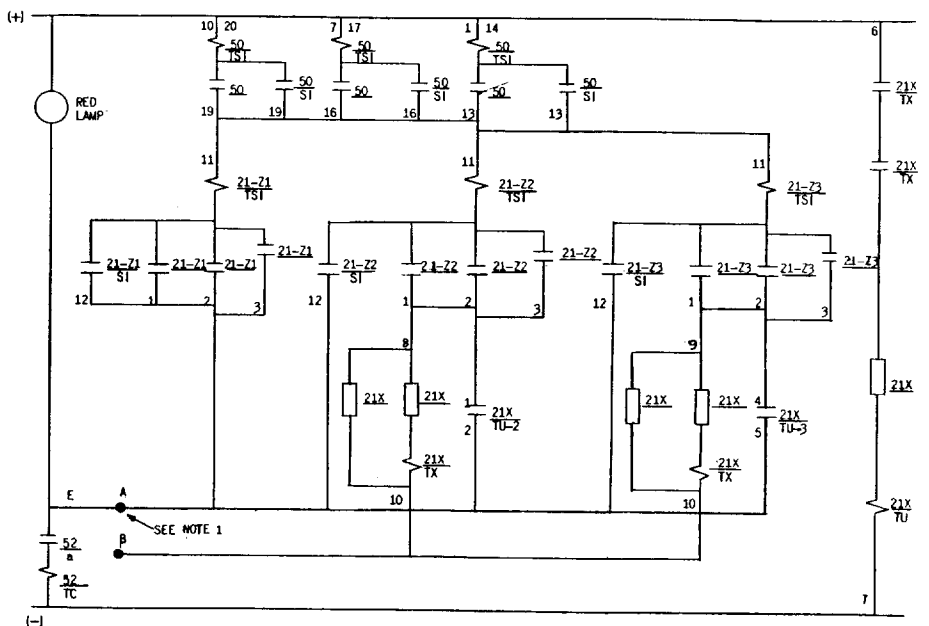 (+)
10 20
7 17
1 14
6
50
TSI
50
TSI
50
TSI
RED
LAMP
50
50
SI
50
50
SI
50
50
SI
21X
TX
19
19
16
16
13
13
21X
TX
11
11
11
21-Z1
TSI
21-Z2
TSI
21-Z3
TSI
21-Z1
SI
21-Z1
21-Z1
21-Z1
21-Z2
SI
21-Z2
21-Z2
21-Z2
21-Z3
SI
21-Z3
21-Z3
21-Z3
12
1
2
3
12
1
2
3
12
1
2
3
8
9
21X
21X
1
21X
TU-2
2
21X
21X
4
21X
TU-3
5
21X
21X
TX
21X
TX
10
10
21X
TU
E
A
SEE NOTE 1
B
52
a
52
TC
T
(-)